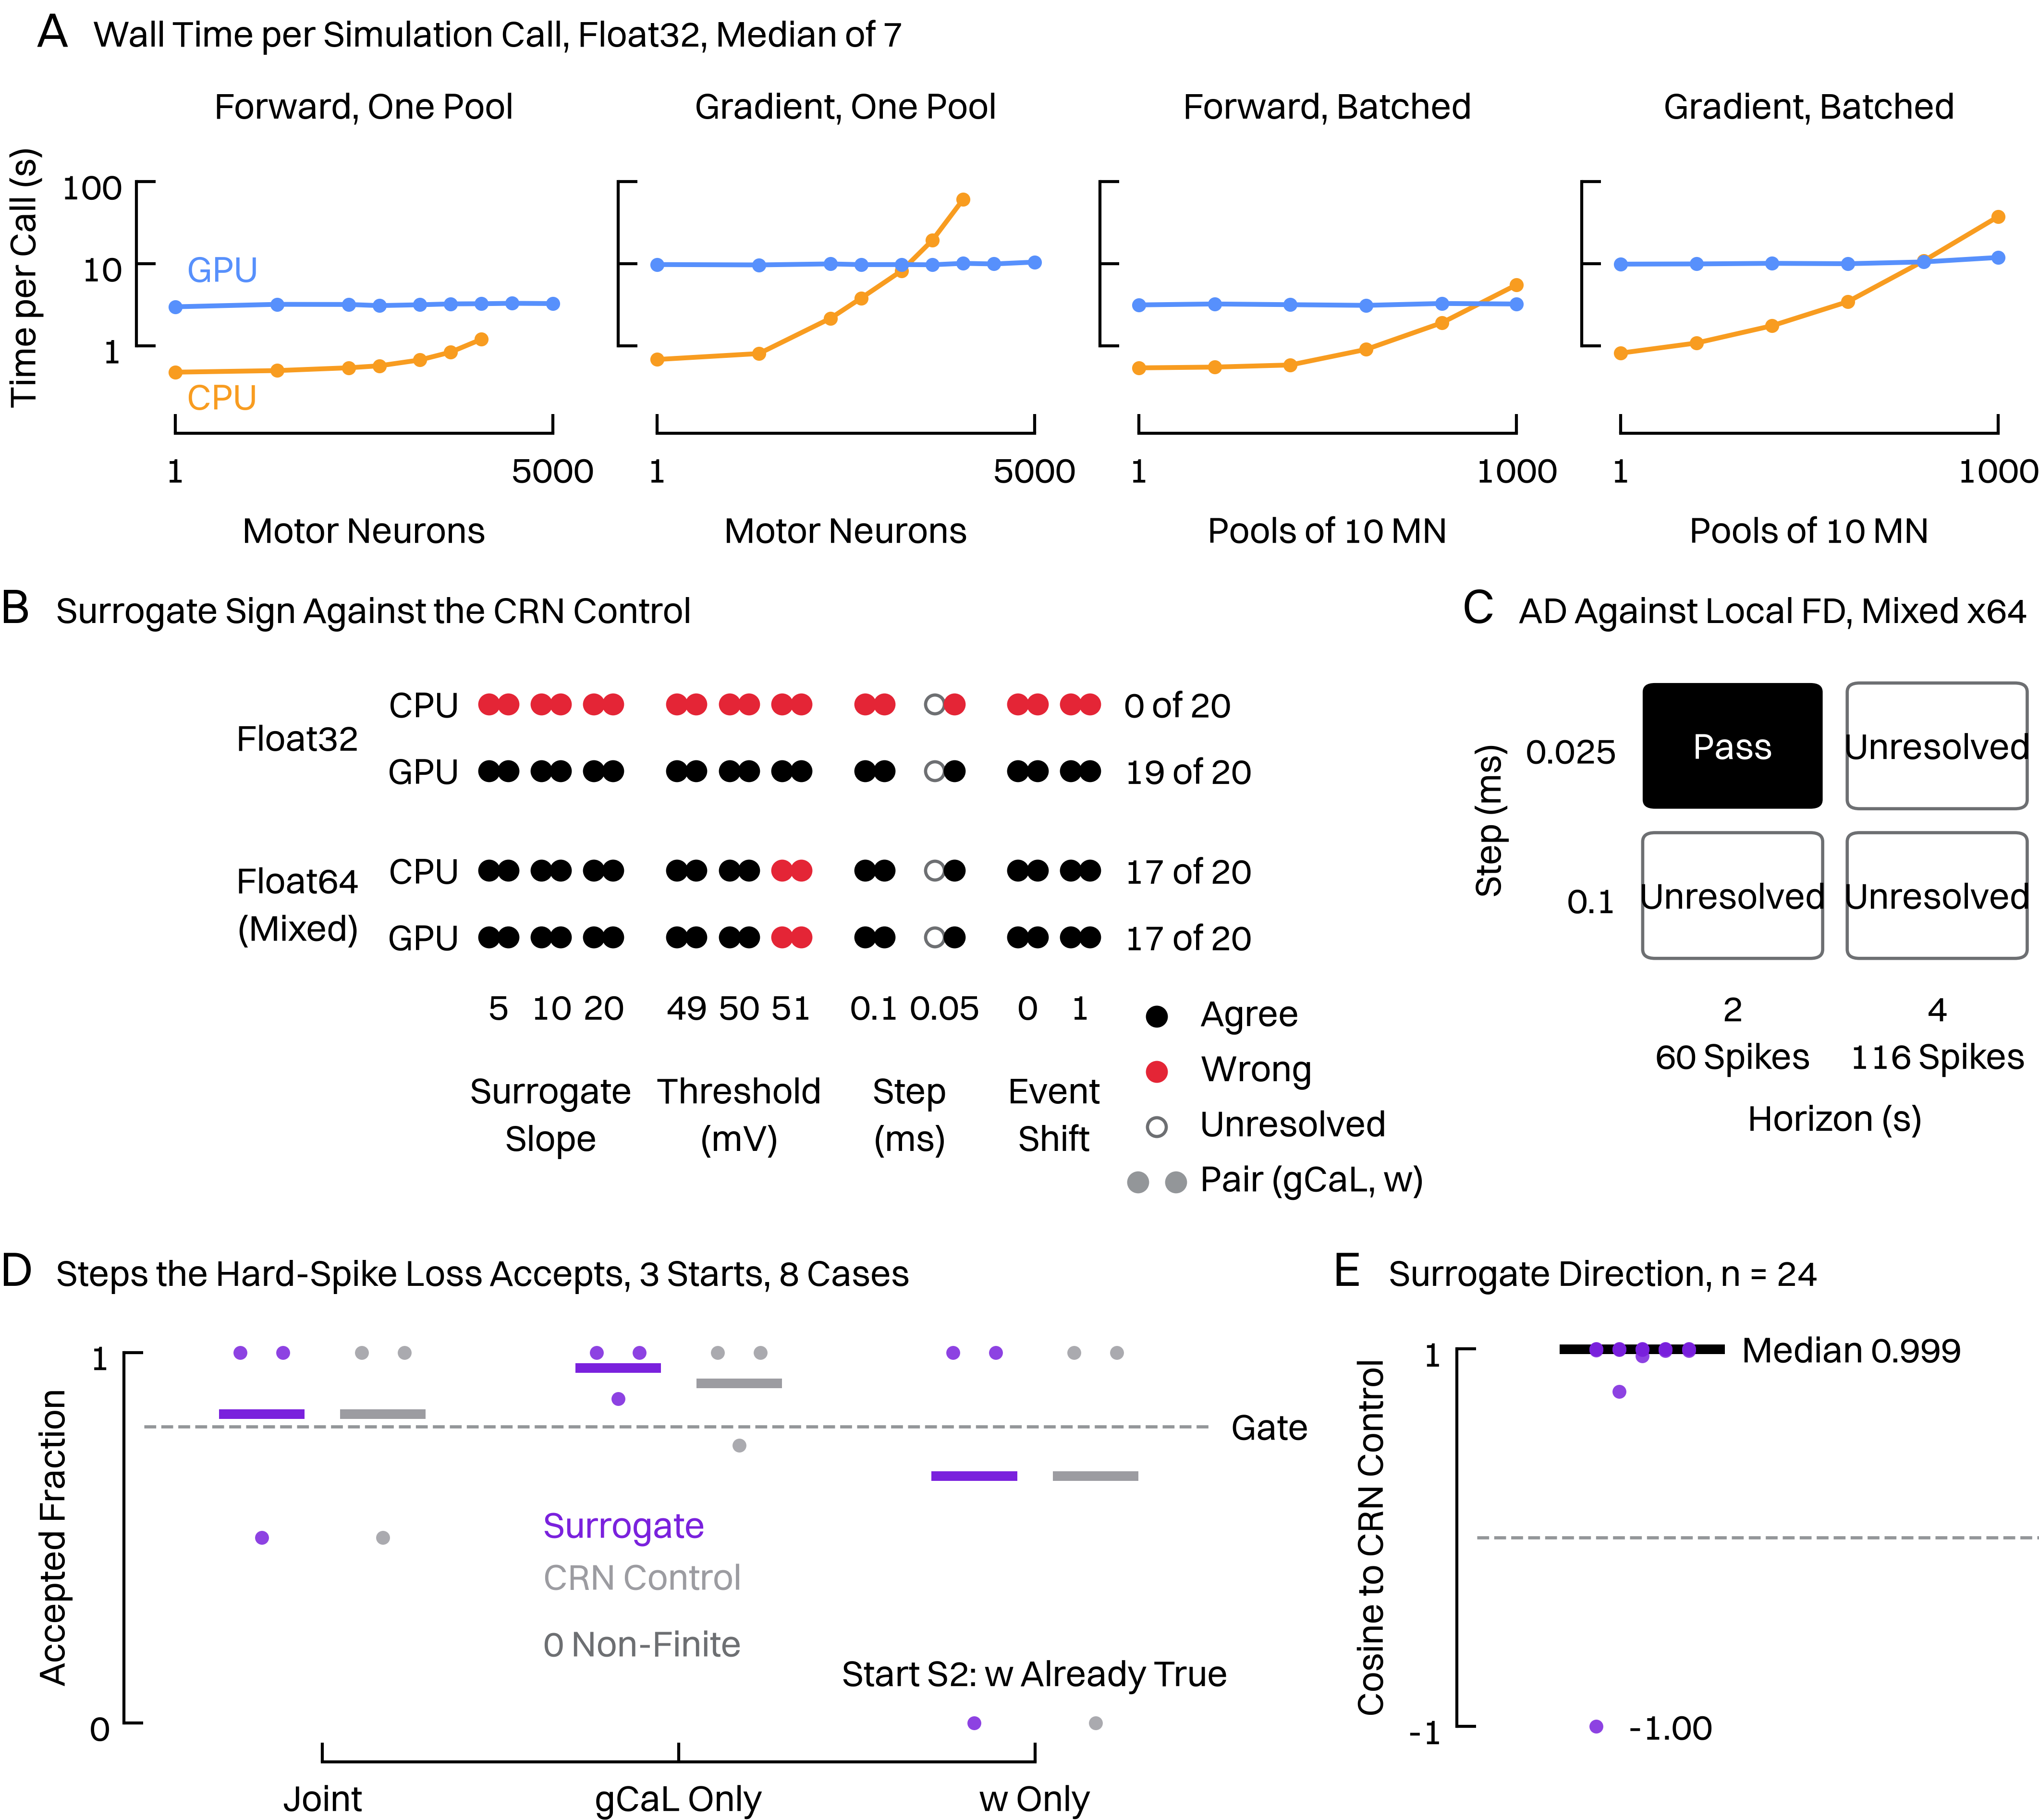 A Wall Time per Simulation Call, Float32, Median of 7
Forward, One Pool
Gradient, One Pool
Forward, Batched
Gradient, Batched
Time per Call (s)
100
10
1
GPU
CPU
1 5000
1 5000
1 1000
1 1000
Motor Neurons
Motor Neurons
Pools of 10 MN
Pools of 10 MN
B Surrogate Sign Against the CRN Control
Float32
CPU
0 of 20
GPU
19 of 20
Float64
(Mixed)
CPU
17 of 20
GPU
17 of 20
5 10 20
49 50 51
0.1 0.05
0 1
Surrogate
Slope
Threshold
(mV)
Step
(ms)
Event
Shift
Agree
Wrong
Unresolved
Pair (gCaL, w)
C AD Against Local FD, Mixed x64
Step (ms)
0.025
Pass
Unresolved
0.1
Unresolved
Unresolved
2
60 Spikes
4
116 Spikes
Horizon (s)
D Steps the Hard-Spike Loss Accepts, 3 Starts, 8 Cases
Accepted Fraction
1
0
Gate
Surrogate
CRN Control
0 Non-Finite
Start S2: w Already True
Joint
gCaL Only
w Only
E Surrogate Direction, n = 24
Cosine to CRN Control
1
-1
Median 0.999
-1.00